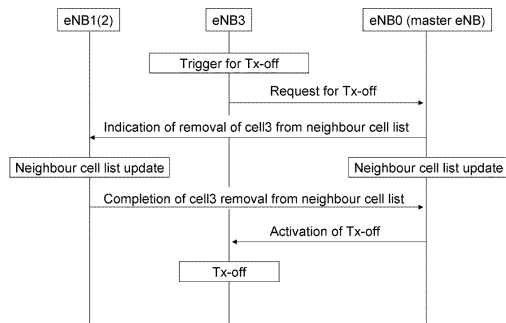 eNB1(2)
eNB3
eNB0 (master eNB)
Trigger for Tx-off
Request for Tx-off
Indication of removal of cell3 from neighbour cell list
Neighbour cell list update
Neighbour cell list update
Completion of cell3 removal from neighbour cell list
Activation of Tx-off
Tx-off